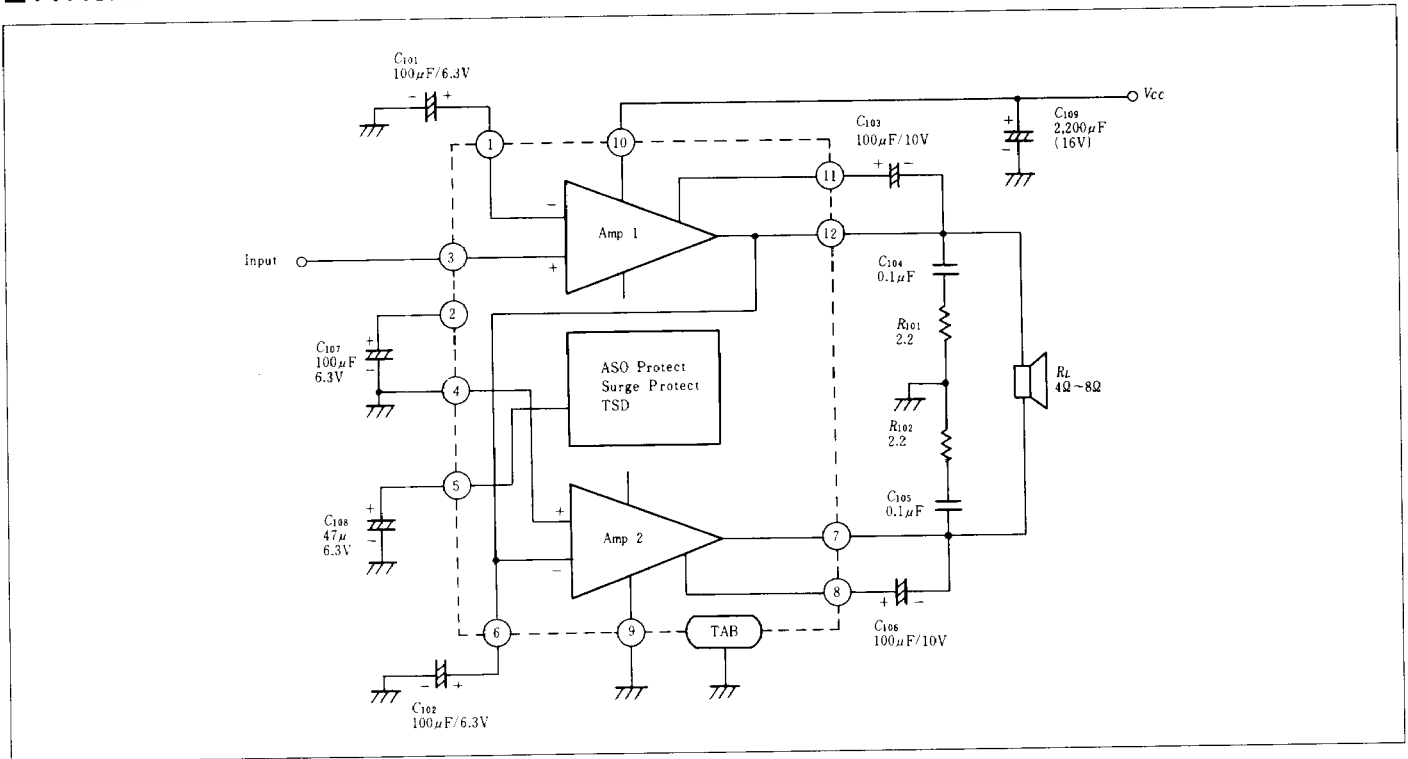 C101
100μF/6.3V
- +
VCC
C103
100μF/10V
+ -
+
-
C109
2,200μF
(16V)
1
10
11
-
Amp 1
+
12
Input
3
C104
0.1μF
2
+
-
C107
100μF
6.3V
R101
2.2
ASO Protect
Surge Protect
TSD
RL
4Ω~8Ω
4
R102
2.2
5
+
-
C108
47μ
6.3V
C105
0.1μF
+
Amp 2
-
7
8
+ -
C106
100μF/10V
6
9
TAB
- +
C102
100μF/6.3V